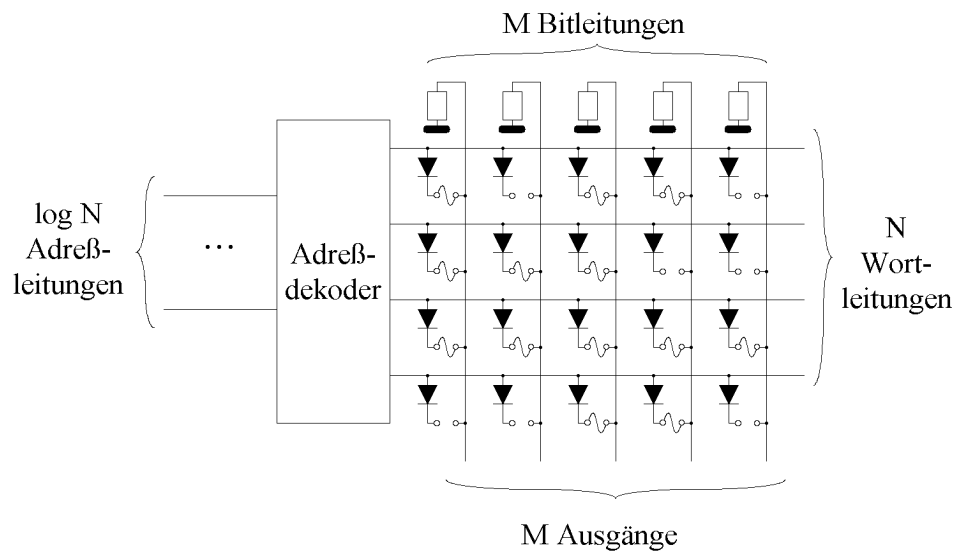 M Bitleitungen
log N
Adreß-
leitungen
...
Adreß-
dekoder
N
Wort-
leitungen
M Ausgänge